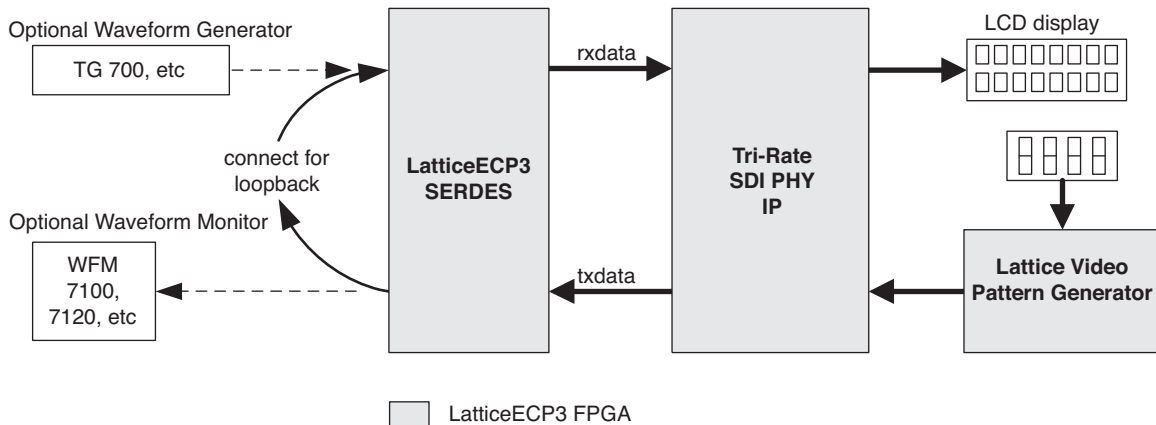 Optional Waveform Generator
TG 700, etc
connect for
loopback
Optional Waveform Monitor
WFM
7100,
7120, etc
LatticeECP3
SERDES
rxdata
txdata
Tri-Rate
SDI PHY
IP
LCD display
Lattice Video
Pattern Generator
LatticeECP3 FPGA